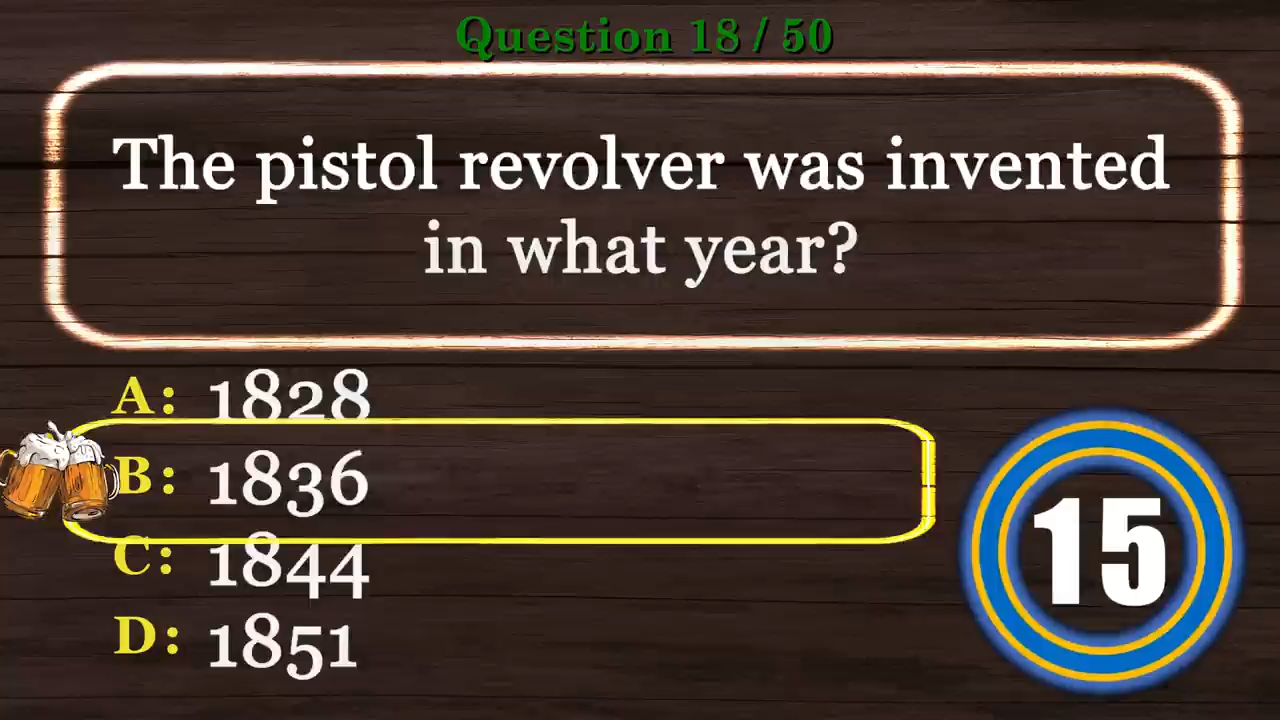 Question 18 / 50
The pistol revolver was invented
in what year?
A: 1828
B: 1836
C: 1844
D: 1851
15